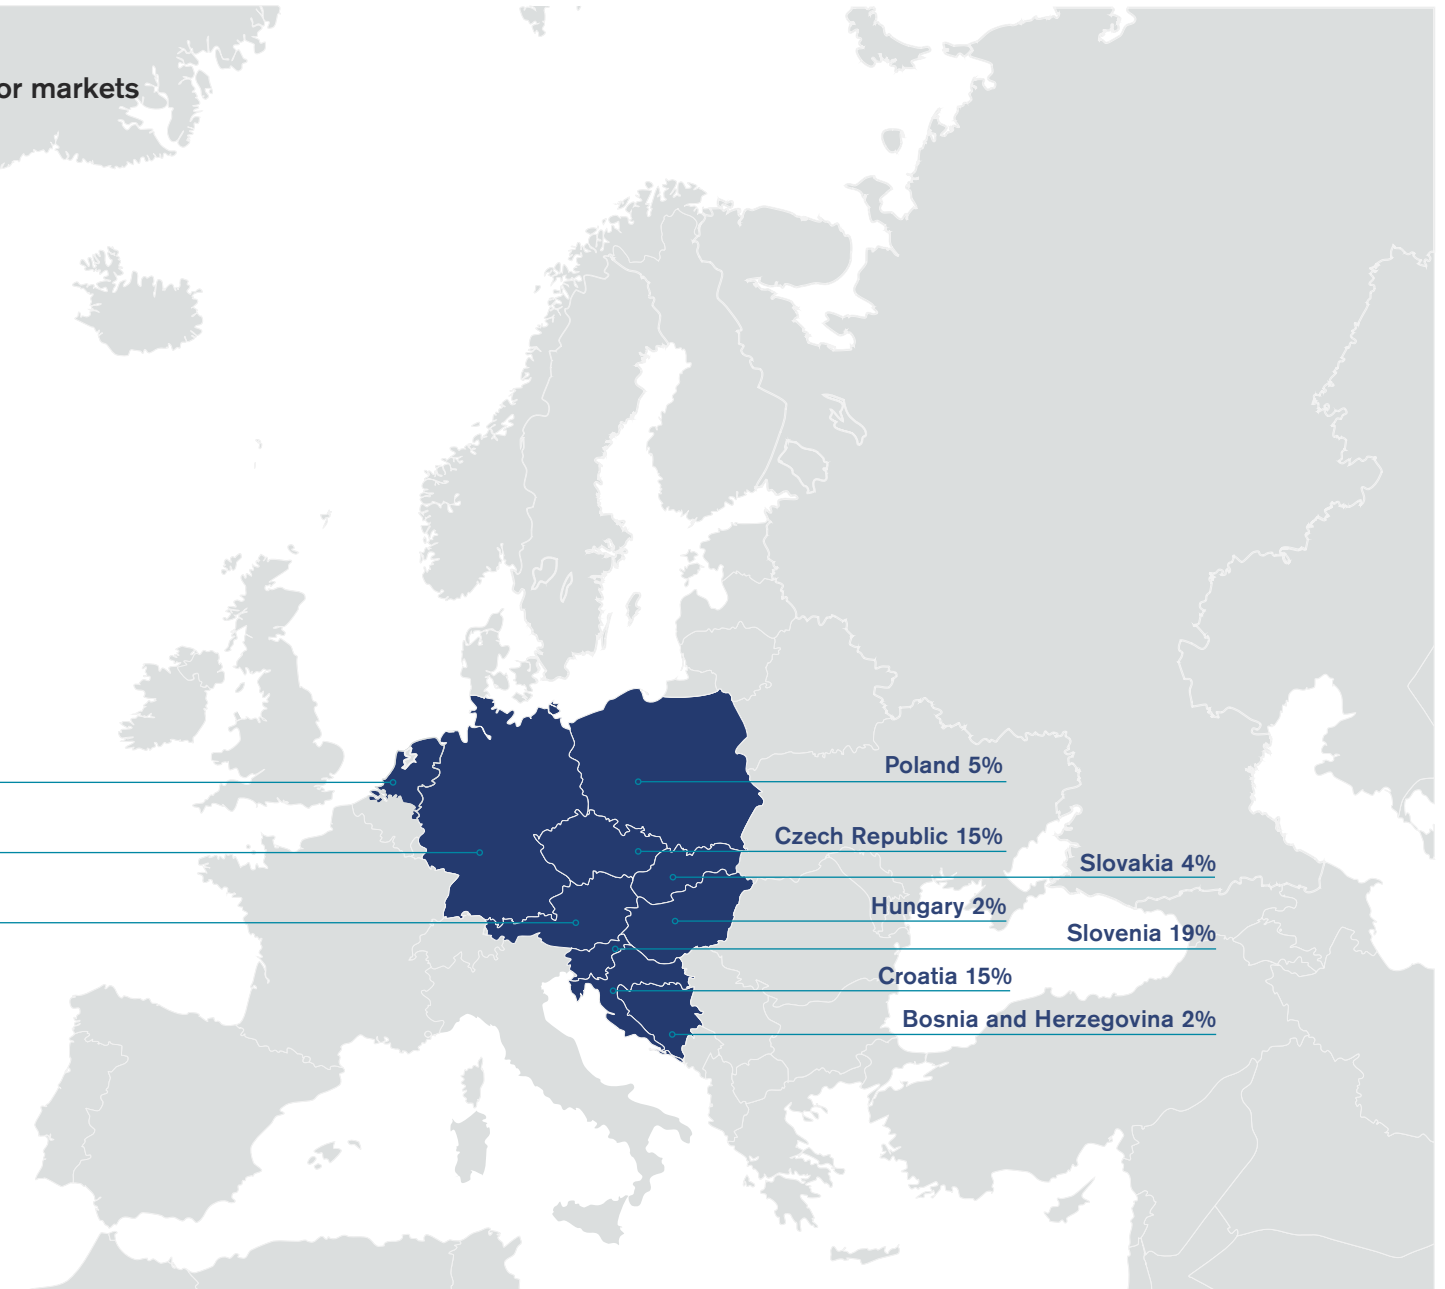 or markets
Poland 5%
Czech Republic 15%
Slovakia 4%
Hungary 2%
Slovenia 19%
Croatia 15%
Bosnia and Herzegovina 2%